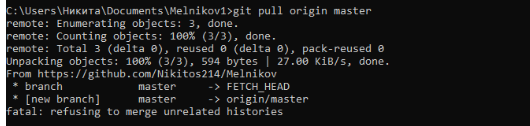 C:\Users\Никита\Documents\Melnikov1>git pull origin master
remote: Enumerating objects: 3, done.
remote: Counting objects: 100% (3/3), done.
remote: Total 3 (delta 0), reused 0 (delta 0), pack-reused 0
Unpacking objects: 100% (3/3), 594 bytes | 27.00 KiB/s, done.
From https://github.com/Nikitos214/Melnikov
 * branch            master     -> FETCH_HEAD
 * [new branch]      master     -> origin/master
fatal: refusing to merge unrelated histories